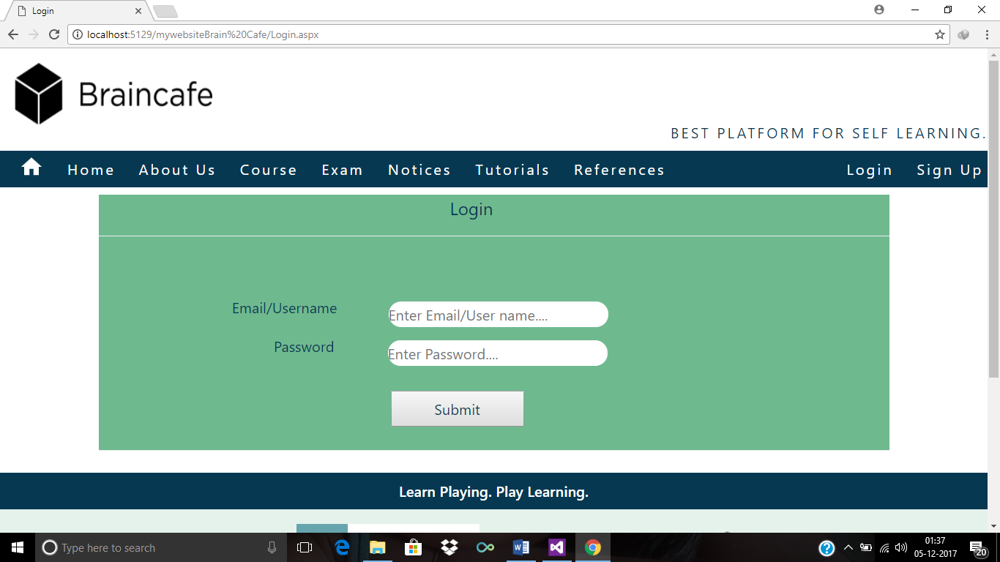 Login
localhost:5129/mywebsiteBrain%20Cafe/Login.aspx
Braincafe
BEST PLATFORM FOR SELF LEARNING.
Home About Us Course Exam Notices Tutorials References Login Sign Up
Login
Email/Username Enter Email/User name....
Password Enter Password....
Submit
Learn Playing. Play Learning.
Type here to search
01:37
05-12-2017
20